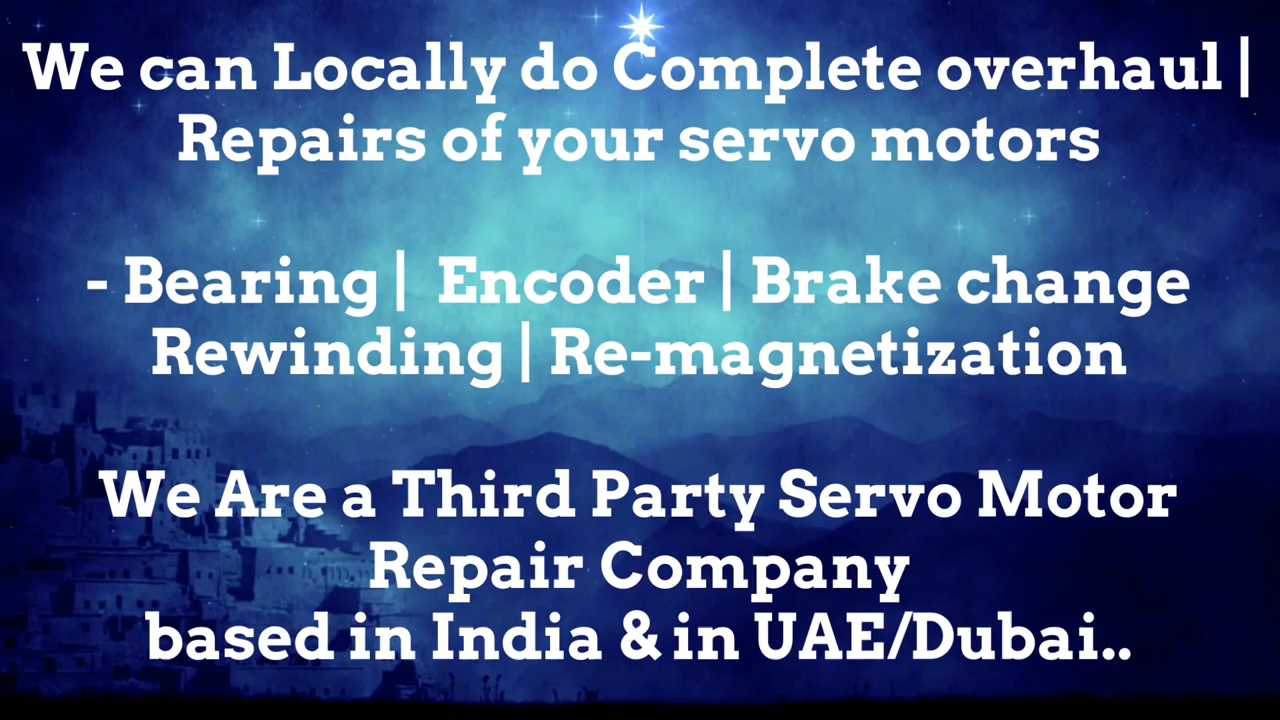 We can Locally do Complete overhaul |
Repairs of your servo motors
- Bearing | Encoder | Brake change
Rewinding | Re-magnetization
We Are a Third Party Servo Motor
Repair Company
based in India & in UAE/Dubai..